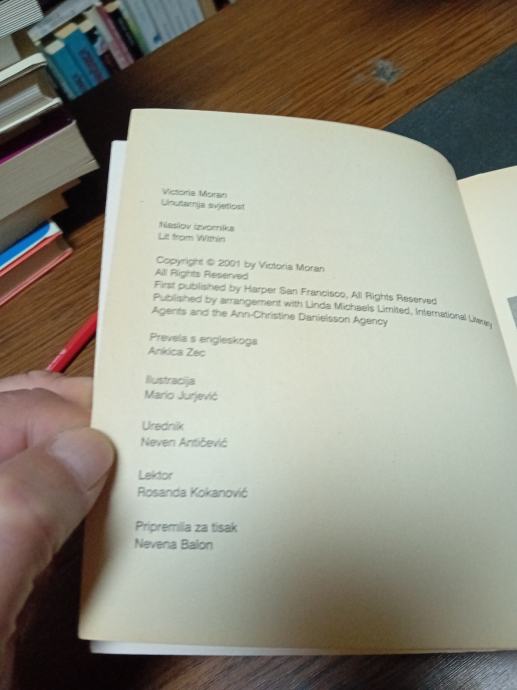 Victoria Moran
Unutarnja svjetlost
Naslov izvornika
Lit from Within
Copyright © 2001 by Victoria Moran
All Rights Reserved
First published by Harper San Francisco, All Rights Reserved
Published by arrangement with Linda Michaels Limited, International Literary
Agents and the Ann-Christine Danielsson Agency
Prevela s engleskoga
Ankica Zec
Ilustracija
Mario Jurjević
Urednik
Neven Antičević
Lektor
Rosanda Kokanović
Pripremila za tisak
Nevena Balon